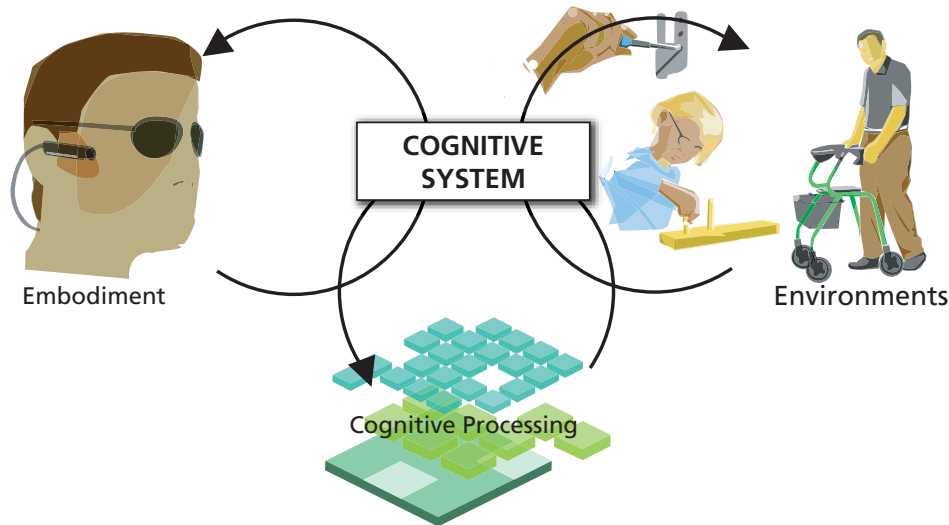 COGNITIVE
SYSTEM
Embodiment
Environments
Cognitive Processing